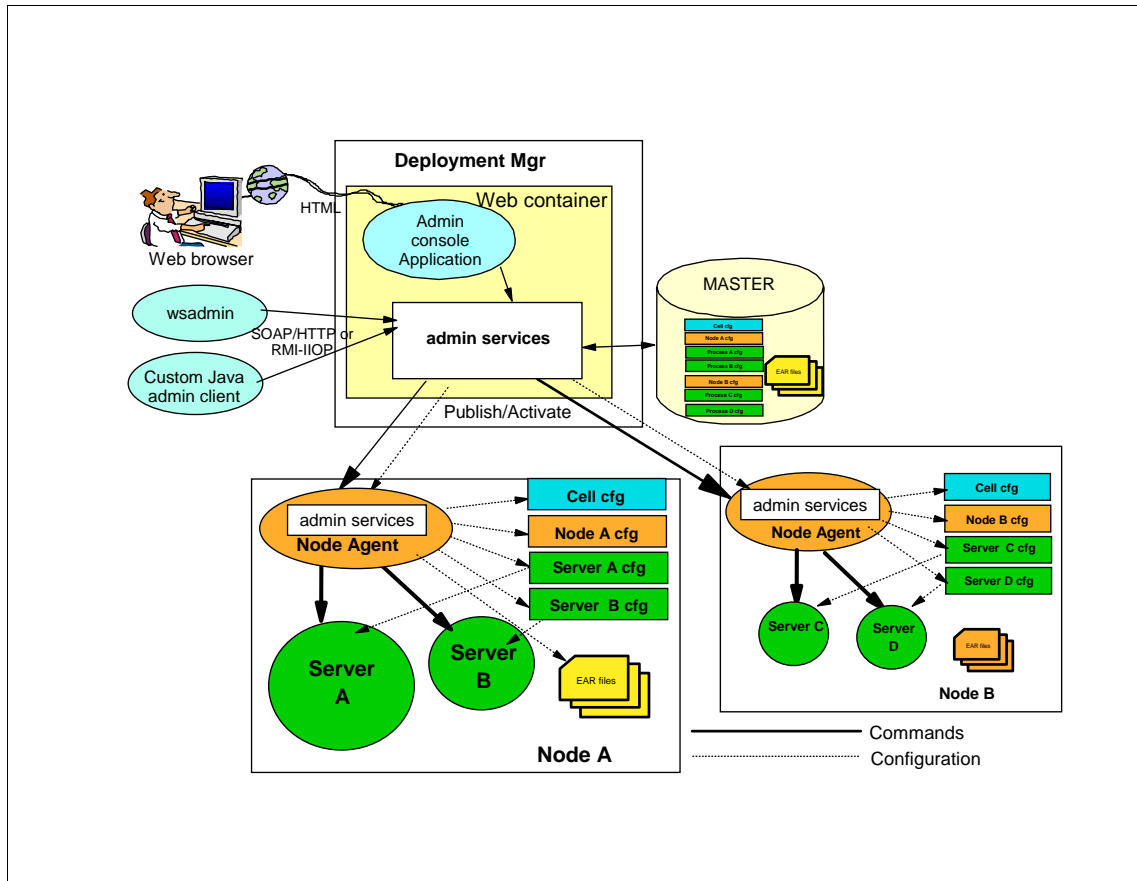 Deployment Mgr
Web container
HTML
Admin
console
Application
Web browser
MASTER
wsadmin
SOAP/HTTP or
RMI-IIOP
admin services
Custom Java
admin client
Cell cfg
Node A cfg
Process A cfg
Process B cfg
Node B cfg
Process C cfg
Process D cfg
EAR files
Publish/Activate
admin services
Node Agent
Cell cfg
Node A cfg
Server A cfg
Server B cfg
Server
A
Server
B
EAR files
Node A
admin services
Node Agent
Cell cfg
Node B cfg
Server C cfg
Server D cfg
Server C
Server
D
EAR files
Node B
Commands
Configuration